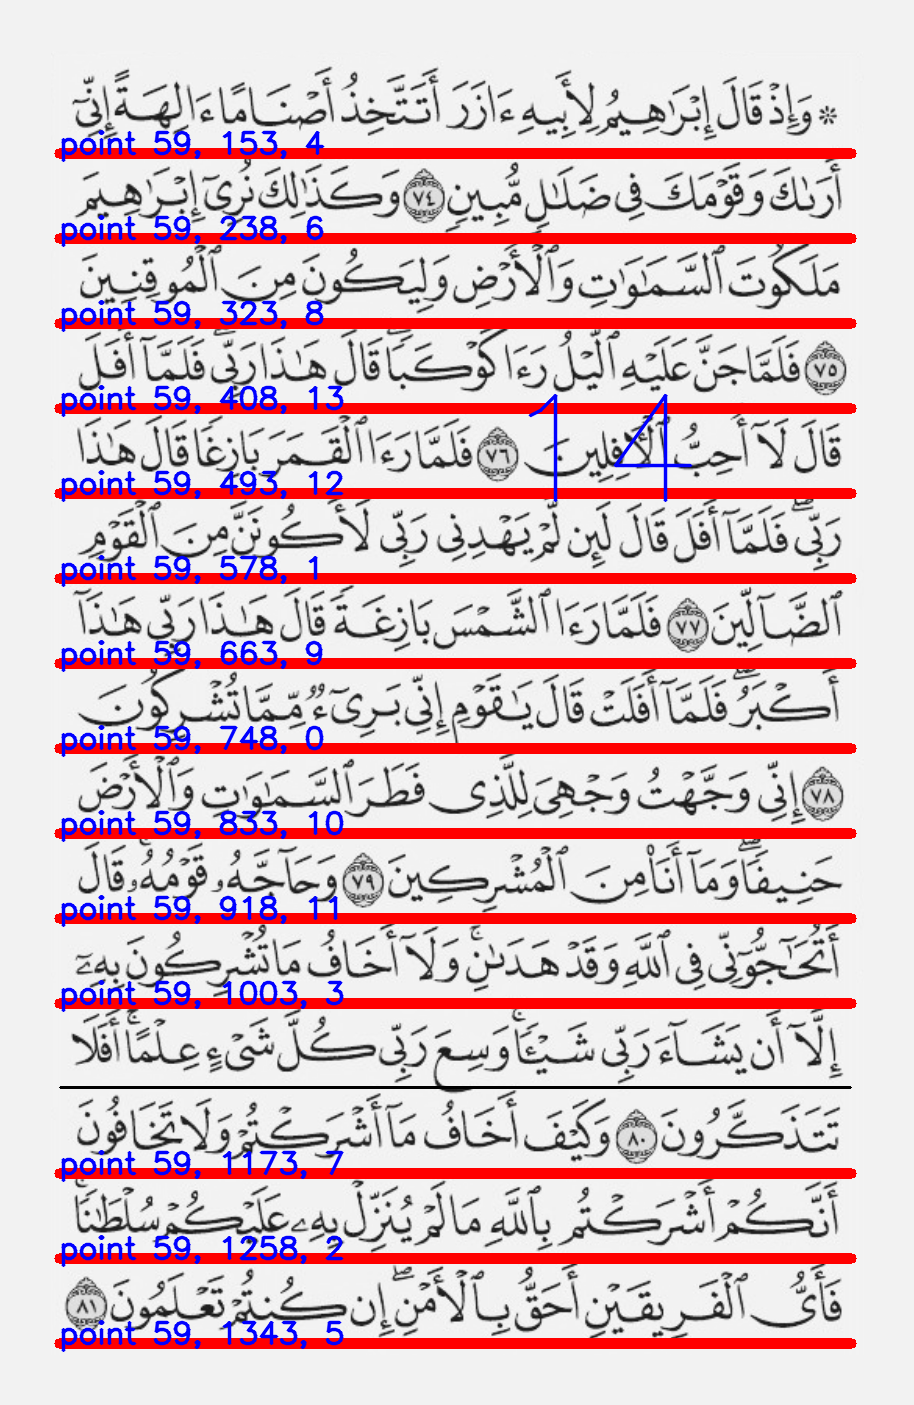 * وَإِذْ قَالَ إِبْرَٰهِيمُ لِأَبِيهِ ءَازَرَ أَتَتَّخِذُ أَصْنَامًا ءَالِهَةً إِنِّىٓ
point 59, 153, 4
أَرَىٰكَ وَقَوْمَكَ فِى ضَلَٰلٍ مُّبِينٍ ٧٤ وَكَذَٰلِكَ نُرِىٓ إِبْرَٰهِيمَ
point 59, 238, 6
مَلَكُوتَ ٱلسَّمَٰوَٰتِ وَٱلْأَرْضِ وَلِيَكُونَ مِنَ ٱلْمُوقِنِينَ
point 59, 323, 8
٧٥ فَلَمَّا جَنَّ عَلَيْهِ ٱلَّيْلُ رَءَا كَوْكَبًا ۖ قَالَ هَٰذَا رَبِّى ۖ فَلَمَّآ أَفَلَ
point 59, 408, 13
قَالَ لَآ أُحِبُّ ٱلْءَافِلِينَ ٧٦ فَلَمَّا رَءَا ٱلْقَمَرَ بَازِغًا قَالَ هَٰذَا
14
point 59, 493, 12
رَبِّى ۖ فَلَمَّآ أَفَلَ قَالَ لَئِن لَّمْ يَهْدِنِى رَبِّى لَأَكُونَنَّ مِنَ ٱلْقَوْمِ
point 59, 578, 1
ٱلضَّآلِّينَ ٧٧ فَلَمَّا رَءَا ٱلشَّمْسَ بَازِغَةً قَالَ هَٰذَا رَبِّى هَٰذَآ
point 59, 663, 9
أَكْبَرُ ۖ فَلَمَّآ أَفَلَتْ قَالَ يَٰقَوْمِ إِنِّى بَرِىٓءٌ مِّمَّا تُشْرِكُونَ
point 59, 748, 0
٧٨ إِنِّى وَجَّهْتُ وَجْهِىَ لِلَّذِى فَطَرَ ٱلسَّمَٰوَٰتِ وَٱلْأَرْضَ
point 59, 833, 10
حَنِيفًا ۖ وَمَآ أَنَا۠ مِنَ ٱلْمُشْرِكِينَ ٧٩ وَحَآجَّهُۥ قَوْمُهُۥ ۚ قَالَ
point 59, 918, 11
أَتُحَٰٓجُّوٓنِّى فِى ٱللَّهِ وَقَدْ هَدَىٰنِ ۚ وَلَآ أَخَافُ مَا تُشْرِكُونَ بِهِۦٓ
point 59, 1003, 3
إِلَّآ أَن يَشَآءَ رَبِّى شَيْـًٔا ۗ وَسِعَ رَبِّى كُلَّ شَىْءٍ عِلْمًا ۗ أَفَلَا
تَتَذَكَّرُونَ ٨٠ وَكَيْفَ أَخَافُ مَآ أَشْرَكْتُمْ وَلَا تَخَافُونَ
point 59, 1173, 7
أَنَّكُمْ أَشْرَكْتُم بِٱللَّهِ مَا لَمْ يُنَزِّلْ بِهِۦ عَلَيْكُمْ سُلْطَٰنًا ۚ
point 59, 1258, 2
فَأَىُّ ٱلْفَرِيقَيْنِ أَحَقُّ بِٱلْأَمْنِ ۖ إِن كُنتُمْ تَعْلَمُونَ ٨١
point 59, 1343, 5